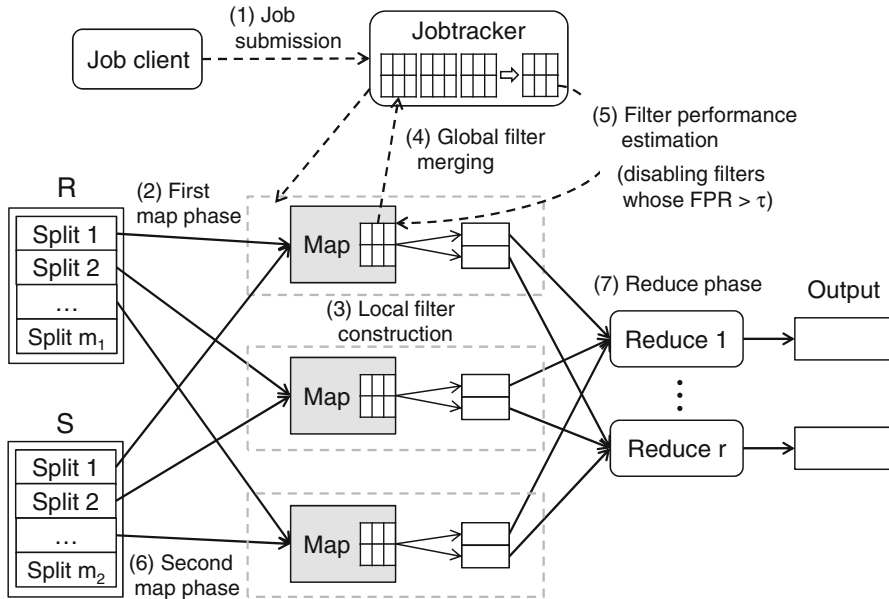 (1) Job
submission
Job client
Jobtracker
(4) Global filter
merging
(5) Filter performance
estimation
(disabling filters
whose FPR > τ)
R
Split 1
Split 2
...
Split m₁
(2) First
map phase
Map
(3) Local filter
construction
Map
Map
S
Split 1
Split 2
...
Split m₂
(6) Second
map phase
(7) Reduce phase
Reduce 1
Reduce r
Output